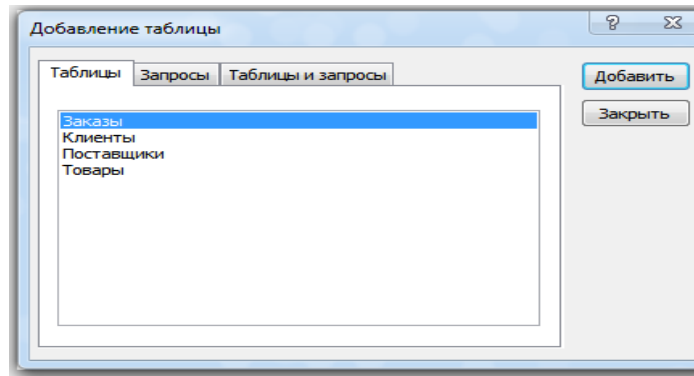 Добавление таблицы
Таблицы Запросы Таблицы и запросы
Добавить
Закрыть
Заказы
Клиенты
Поставщики
Товары